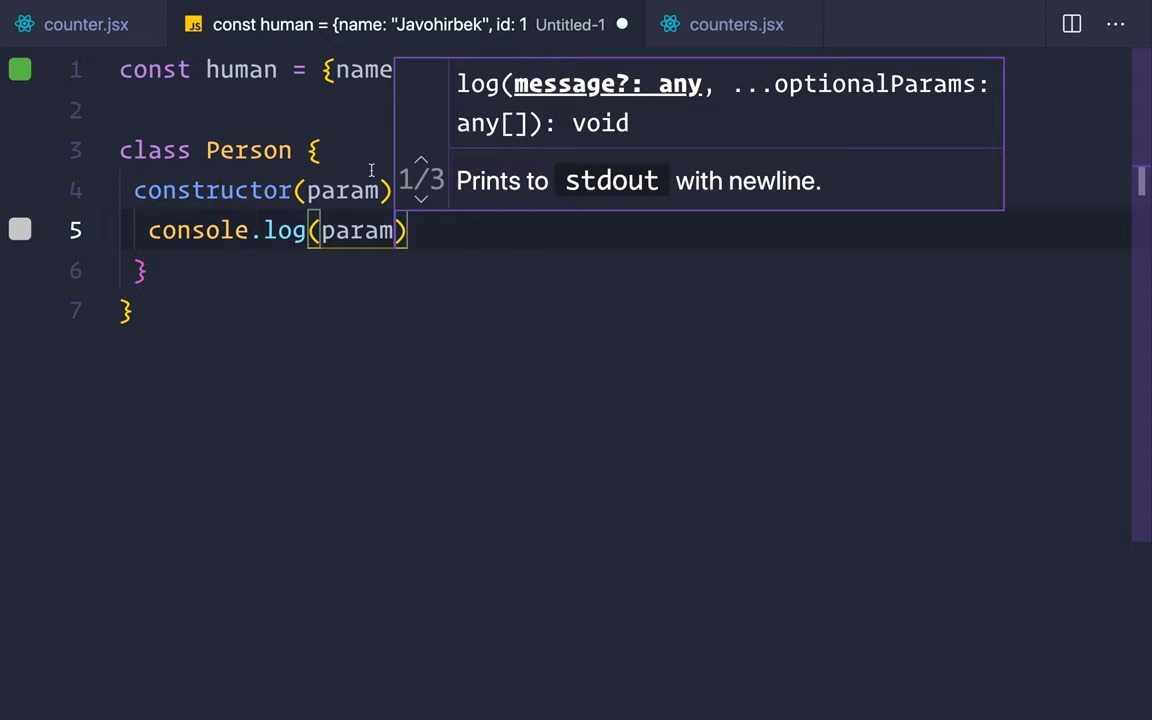 counter.jsx
JS const human = {name: "Javohirbek", id: 1 Untitled-1
counters.jsx
1 const human = {name
2
3 class Person {
4 constructor(param)
5 console.log(param)
6 }
7 }
log(message?: any, ...optionalParams:
any[]): void
1/3
Prints to stdout with newline.